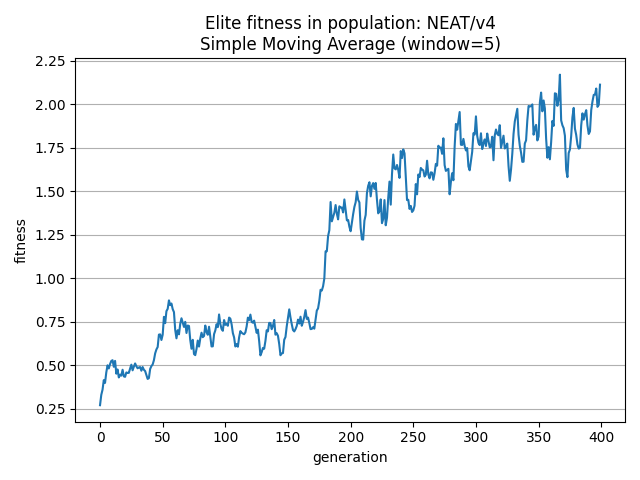 Elite fitness in population: NEAT/v4
Simple Moving Average (window=5)
2.25
2.00
1.75
1.50
1.25
1.00
0.75
0.50
0.25
fitness
0 50 100 150 200 250 300 350 400
generation